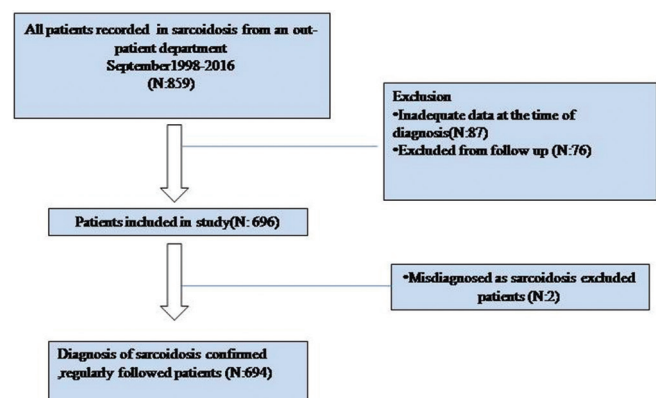 All patients recorded in sarcoidosis from an out-
patient department
September1998-2016
(N:859)
Exclusion
•Inadequate data at the time of
diagnosis(N:87)
•Excluded from follow up (N:76)
Patients included in study(N: 696)
•Misdiagnosed as sarcoidosis excluded
patients (N:2)
Diagnosis of sarcoidosis confirmed
,regularly followed patients (N:694)